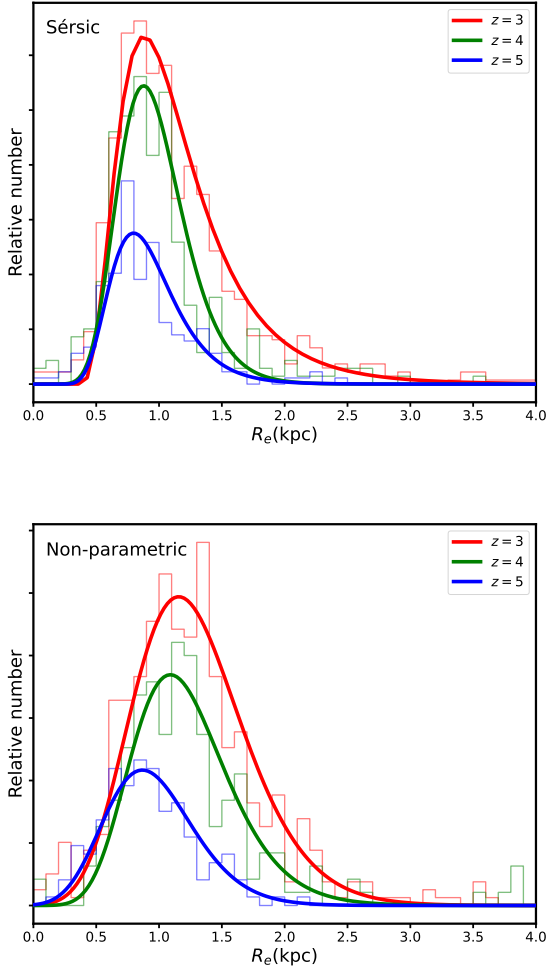 Sérsic
z = 3
z = 4
z = 5
Relative number
0.0 0.5 1.0 1.5 2.0 2.5 3.0 3.5 4.0
Re(kpc)
Non-parametric
z = 3
z = 4
z = 5
Relative number
0.0 0.5 1.0 1.5 2.0 2.5 3.0 3.5 4.0
Re(kpc)